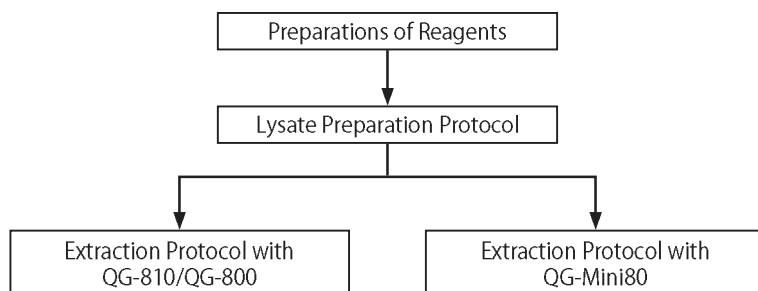 Preparations of Reagents
Lysate Preparation Protocol
Extraction Protocol with
QG-810/QG-800
Extraction Protocol with
QG-Mini80